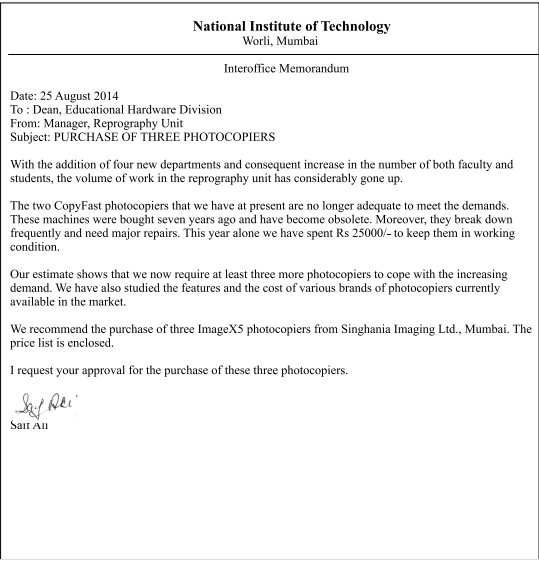 National Institute of Technology
Worli, Mumbai
Interoffice Memorandum
Date: 25 August 2014
To : Dean, Educational Hardware Division
From: Manager, Reprography Unit
Subject: PURCHASE OF THREE PHOTOCOPIERS
With the addition of four new departments and consequent increase in the number of both faculty and
students, the volume of work in the reprography unit has considerably gone up.
The two CopyFast photocopiers that we have at present are no longer adequate to meet the demands.
These machines were bought seven years ago and have become obsolete. Moreover, they break down
frequently and need major repairs. This year alone we have spent Rs 25000/- to keep them in working
condition.
Our estimate shows that we now require at least three more photocopiers to cope with the increasing
demand. We have also studied the features and the cost of various brands of photocopiers currently
available in the market.
We recommend the purchase of three ImageX5 photocopiers from Singhania Imaging Ltd., Mumbai. The
price list is enclosed.
I request your approval for the purchase of these three photocopiers.
Saif Ali
Saif Ali